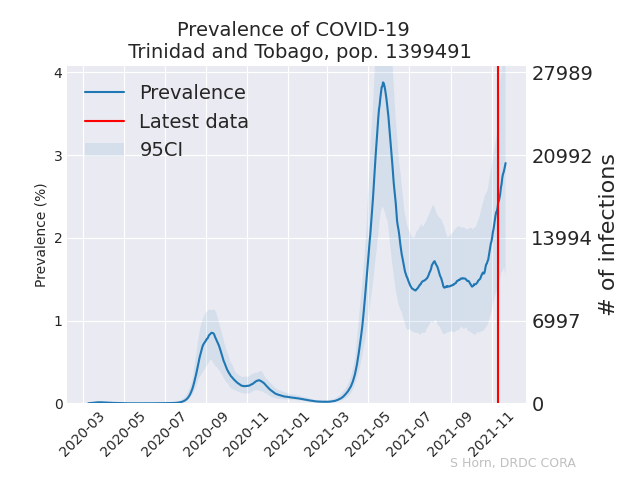 Prevalence of COVID-19
Trinidad and Tobago, pop. 1399491
Prevalence
Latest data
95CI
4
3
2
1
0
Prevalence (%)
27989
20992
13994
6997
0
# of infections
2020-03
2020-05
2020-07
2020-09
2020-11
2021-01
2021-03
2021-05
2021-07
2021-09
2021-11
S Horn, DRDC CORA